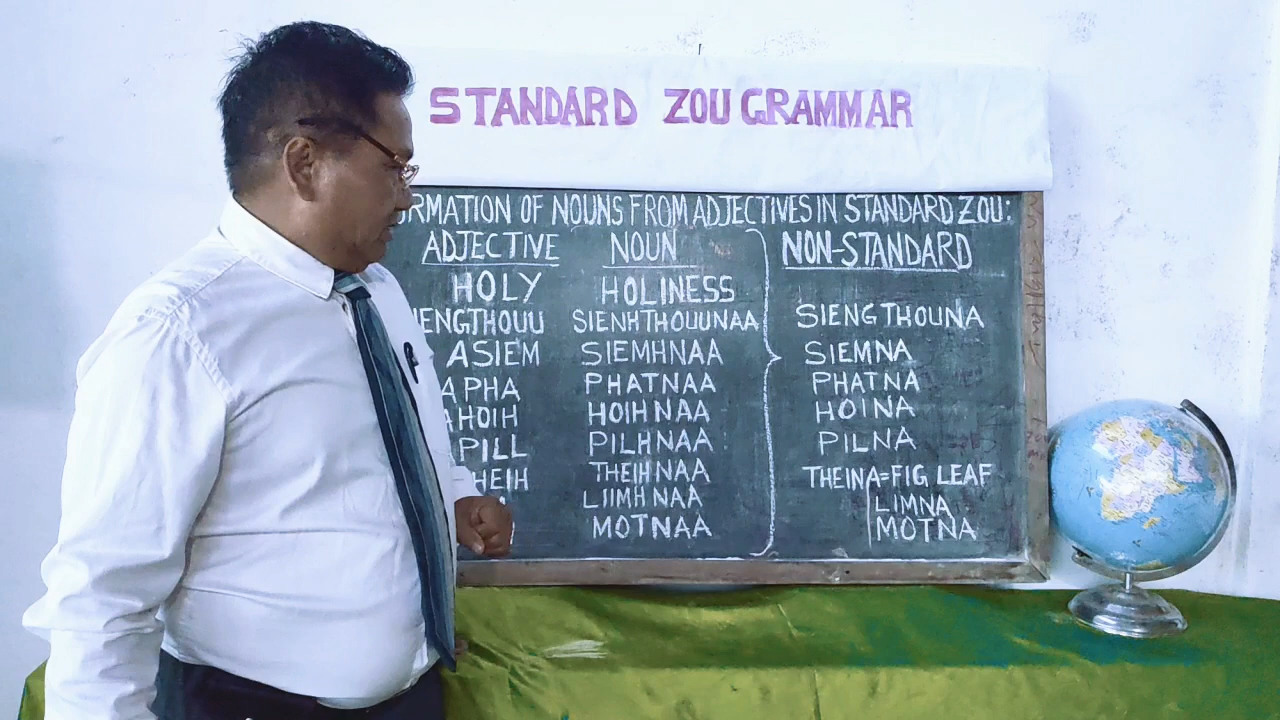 STANDARD ZOU GRAMMAR
ORMATION OF NOUNS FROM ADJECTIVES IN STANDARD ZOU:
ADJECTIVE NOUN NON-STANDARD
HOLY HOLINESS
IENGTHOUU SIENHTHOUUNAA SIENGTHOUNA
ASIEM SIEMHNAA SIEMNA
APHA PHATNAA PHATNA
AHOIH HOIHNAA HOINA
PILL PILHNAA PILNA
HEIH THEIHNAA THEINA=FIG LEAF
LIIMHNAA LIMNA
MOTNAA MOTNA